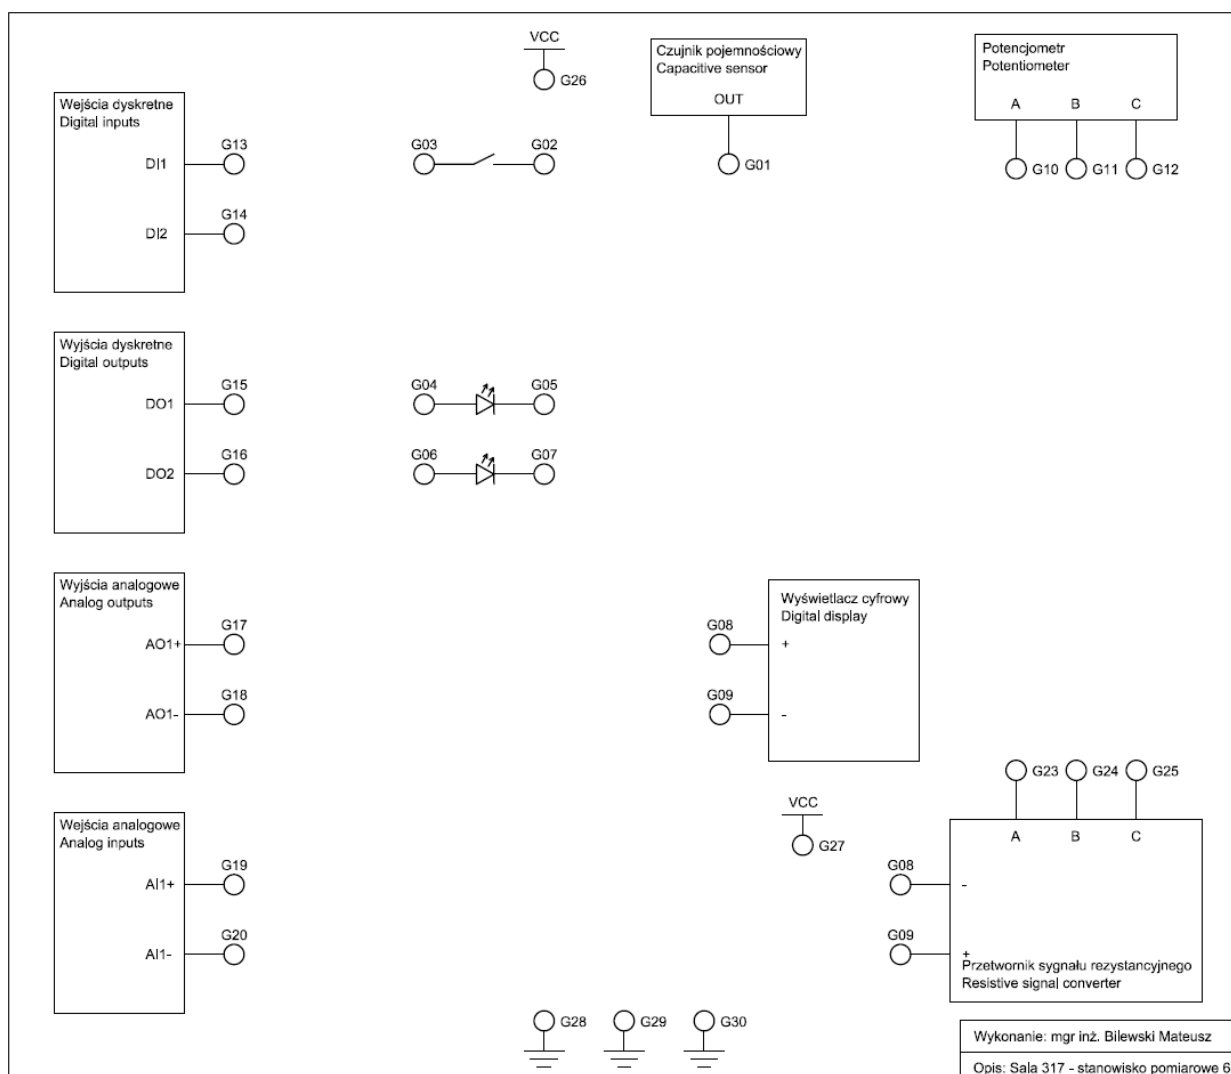 VCC
G26
Czujnik pojemnościowy
Capacitive sensor
OUT
G01
Potencjometr
Potentiometer
A B C
G10 G11 G12
Wejścia dyskretne
Digital inputs
DI1
G13
DI2
G14
G03
G02
Wyjścia dyskretne
Digital outputs
DO1
G15
DO2
G16
G04
G05
G06
G07
Wyjścia analogowe
Analog outputs
AO1+
G17
AO1-
G18
Wyświetlacz cyfrowy
Digital display
G08
+
G09
-
Wejścia analogowe
Analog inputs
AI1+
G19
AI1-
G20
VCC
G27
G23 G24 G25
A B C
G08
-
G09
+
Przetwornik sygnału rezystancyjnego
Resistive signal converter
G28 G29 G30
Wykonanie: mgr inż. Bilewski Mateusz
Opis: Sala 317 - stanowisko pomiarowe